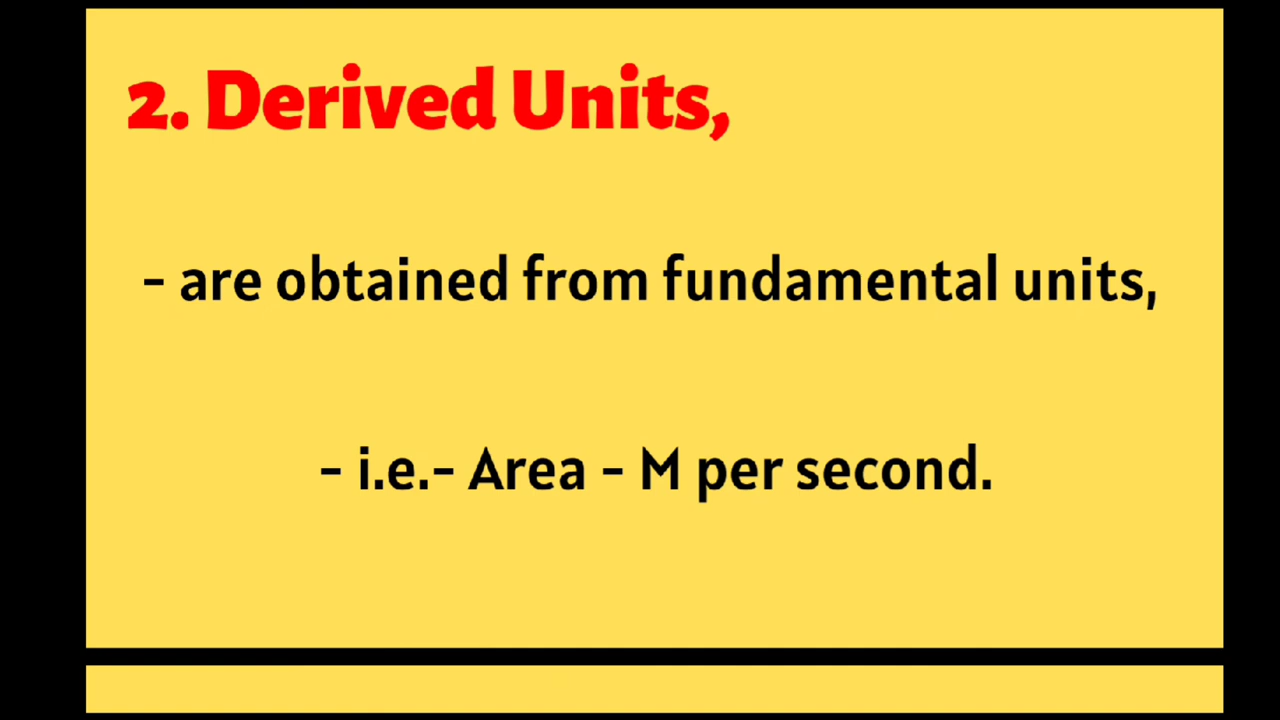 2. Derived Units,
- are obtained from fundamental units,
- i.e.- Area - M per second.